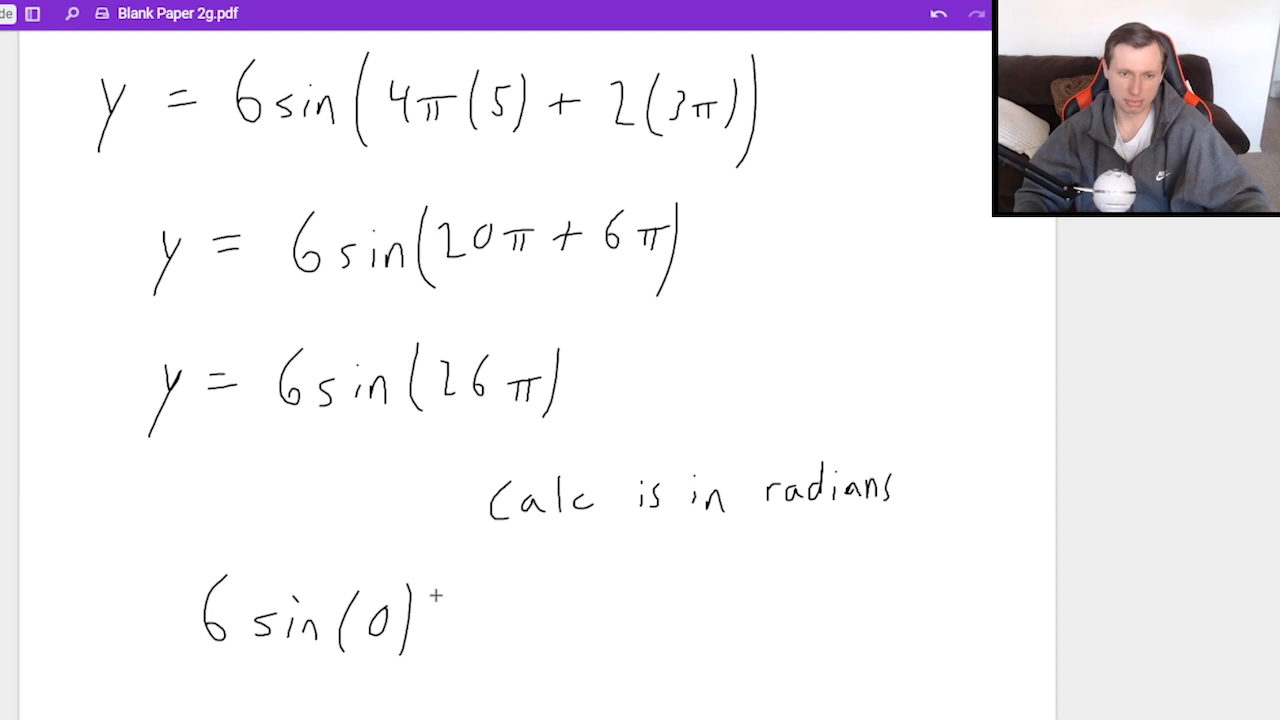 de Blank Paper 2g.pdf
y = 6sin(4π(5) + 2(3π))
y = 6sin(20π + 6π)
y = 6sin(26π)
Calc is in radians
6sin(0)